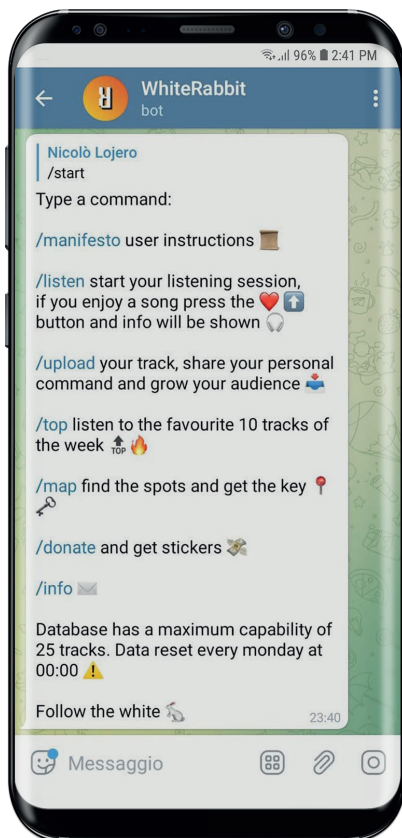 96% 2:41 PM
WhiteRabbit
bot
Nicolò Lojero
/start
Type a command:
/manifesto user instructions 📜
/listen start your listening session,
if you enjoy a song press the ❤️⬆️
button and info will be shown 🎧
/upload your track, share your personal
command and grow your audience 📥
/top listen to the favourite 10 tracks of
the week 🔝🔥
/map find the spots and get the key 📍
🗝️
/donate and get stickers 💸
/info ✉️
Database has a maximum capability of
25 tracks. Data reset every monday at
00:00 ⚠️
Follow the white 🐇
23:40
Messaggio